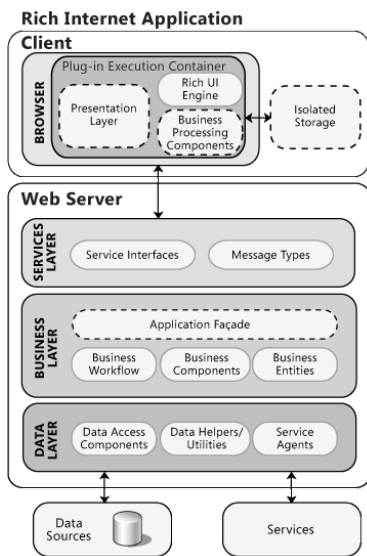 Rich Internet Application
Client
BROWSER
Plug-in Execution Container
Presentation
Layer
Rich UI
Engine
Business
Processing
Components
Isolated
Storage
Web Server
SERVICES
LAYER
Service Interfaces
Message Types
BUSINESS
LAYER
Application Façade
Business
Workflow
Business
Components
Business
Entities
DATA
LAYER
Data Access
Components
Data Helpers/
Utilities
Service
Agents
Data
Sources
Services